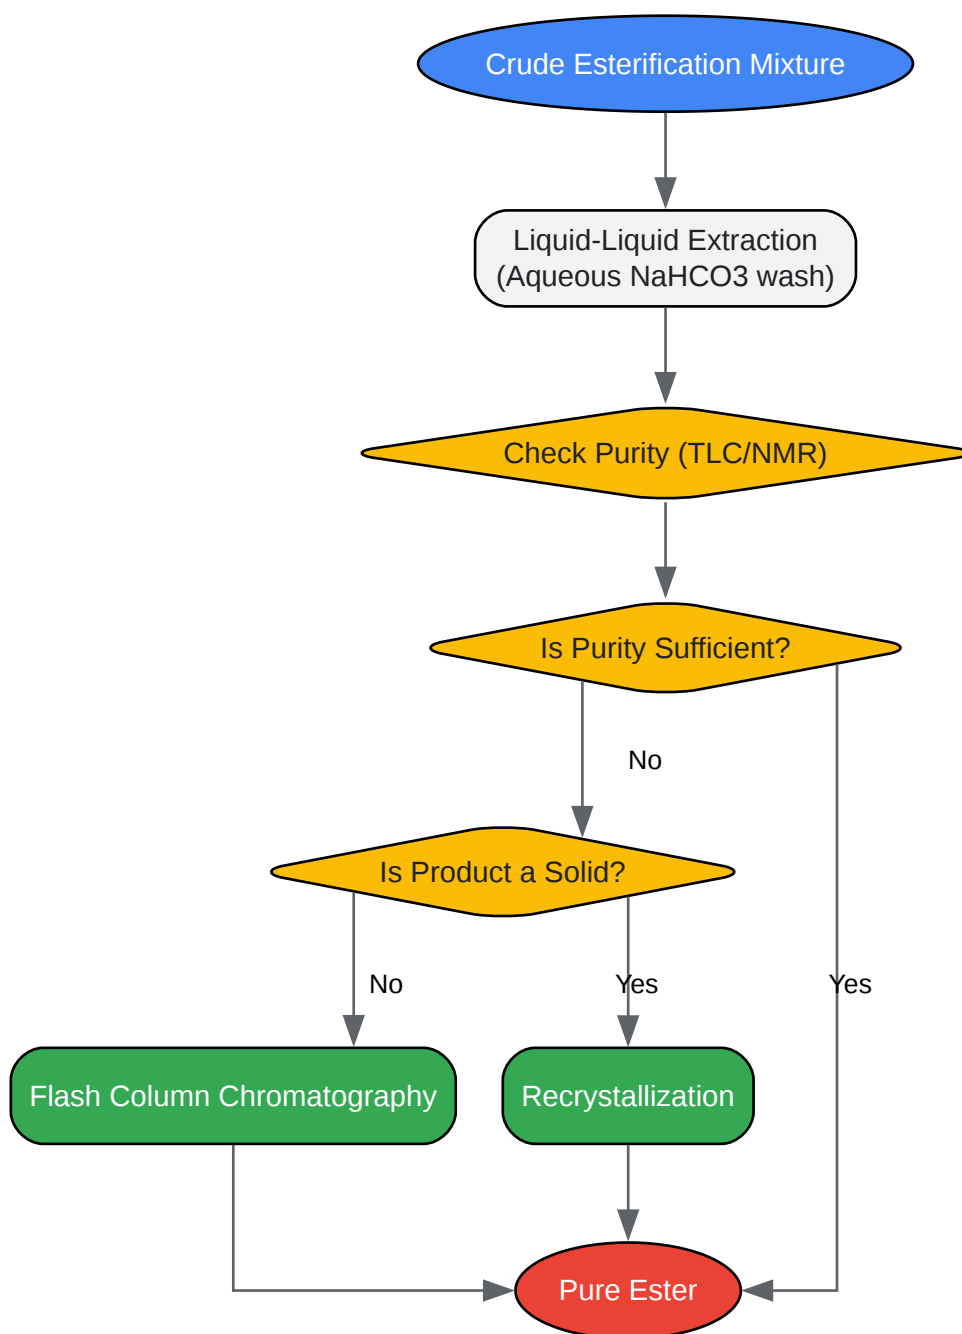 Crude Esterification Mixture
Liquid-Liquid Extraction
(Aqueous NaHCO3 wash)
Check Purity (TLC/NMR)
Is Purity Sufficient?
No
Is Product a Solid?
No
Yes
Yes
Flash Column Chromatography
Recrystallization
Pure Ester